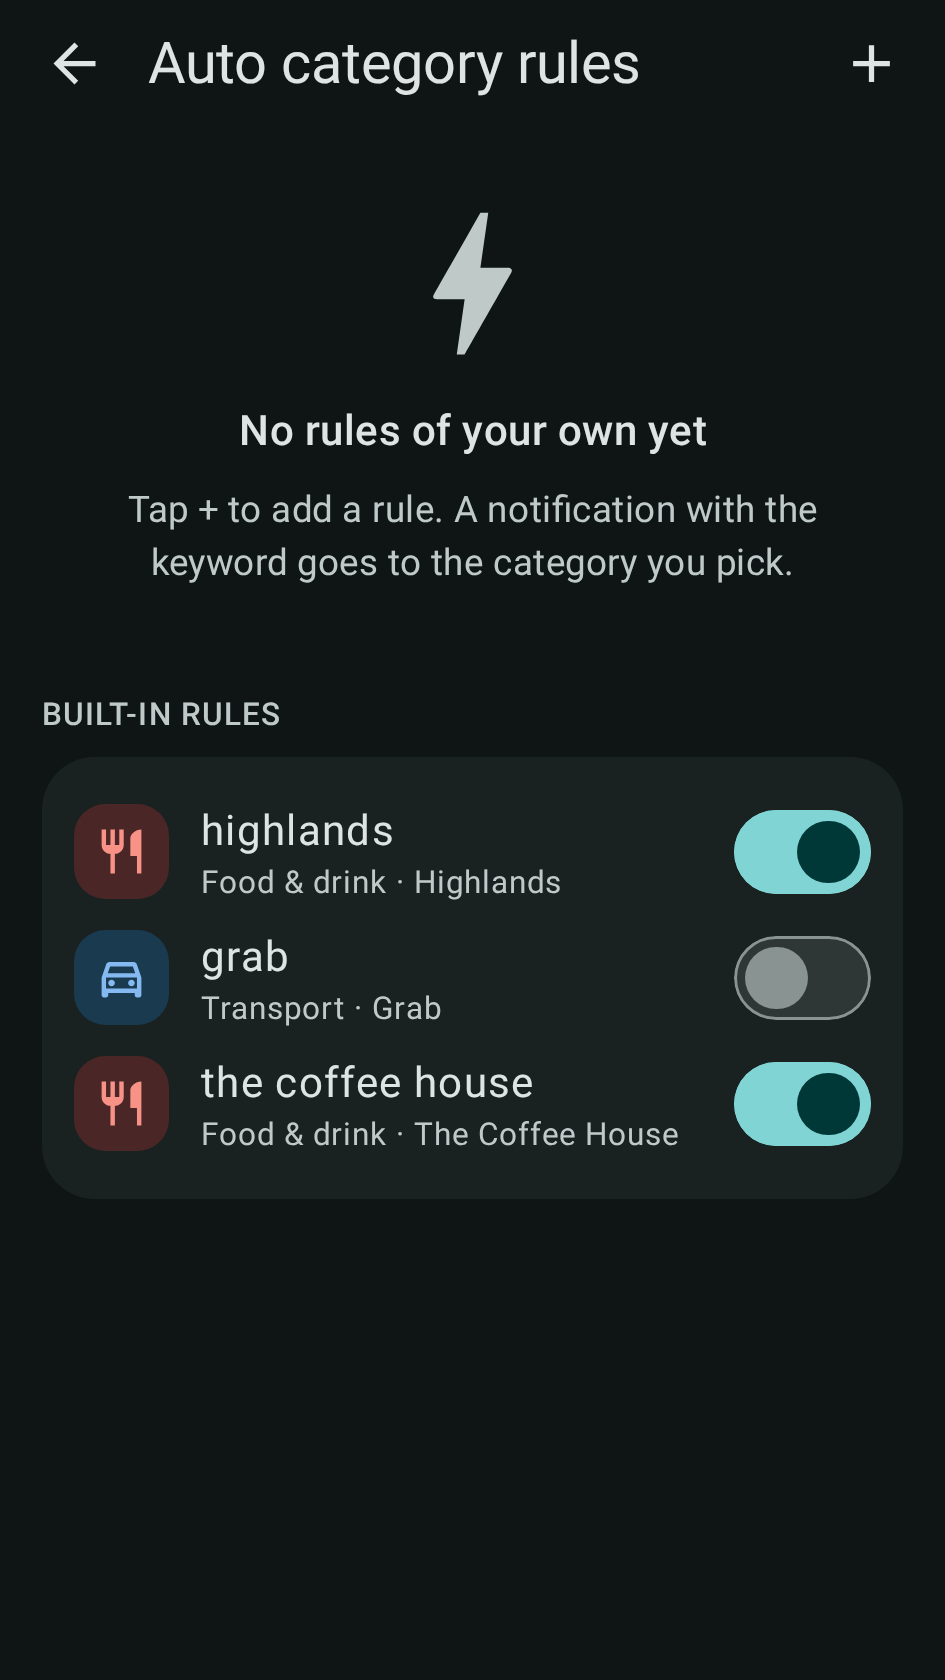 Auto category rules
No rules of your own yet
Tap + to add a rule. A notification with the
keyword goes to the category you pick.
BUILT-IN RULES
highlands
Food & drink · Highlands
grab
Transport · Grab
the coffee house
Food & drink · The Coffee House